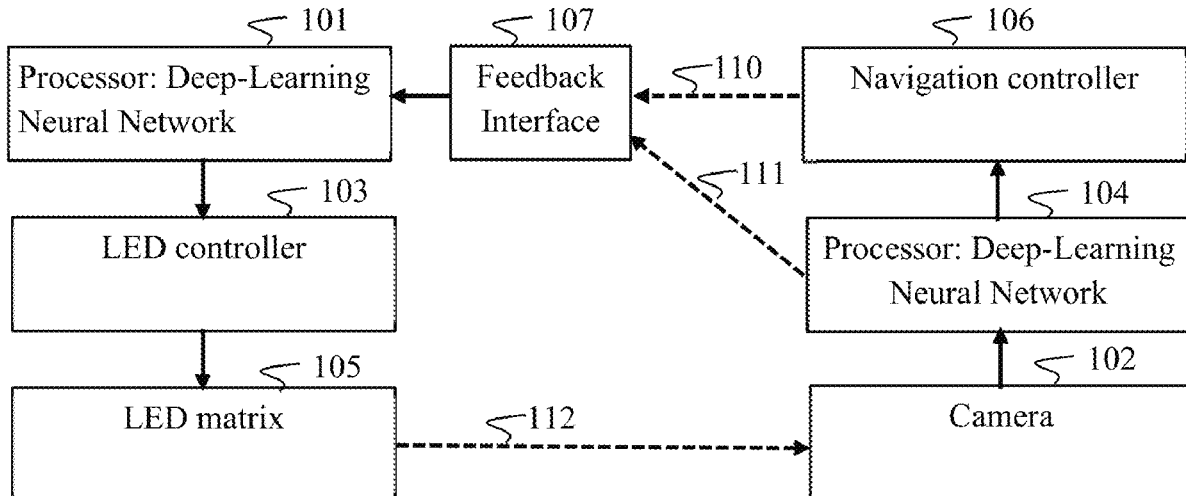 101
107
106
Processor: Deep-Learning
Neural Network
Feedback
Interface
110
Navigation controller
111
103
104
LED controller
Processor: Deep-Learning
Neural Network
105
102
LED matrix
112
Camera